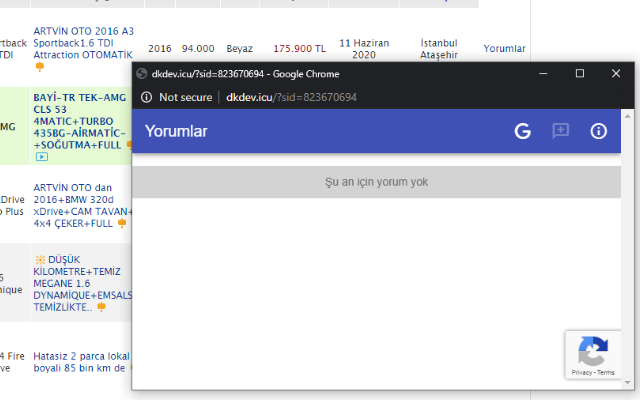 ARTVİN OTO 2016 A3
Sportback1.6 TDI
Attraction OTOMATİK
rtback
TDI
2016
94.000
Beyaz
175.900 TL
11 Haziran
2020
İstanbul
Ataşehir
Yorumlar
BAYİ-TR TEK-AMG
CLS 53
4MATIC+TURBO
435BG-AİRMATİC-
+SOĞUTMA+FULL
MG
ARTVİN OTO dan
2016+BMW 320d
xDrive+CAM TAVAN+
4x4 ÇEKER+FULL
Drive
o Plus
DÜŞÜK
KİLOMETRE+TEMİZ
MEGANE 1.6
DYNAMİQUE+EMSALS
TEMİZLİKTE..
6
nique
4 Fire
ve
Hatasiz 2 parca lokal
boyali 85 bin km de
dkdev.icu/?sid=823670694 - Google Chrome
Not secure | dkdev.icu/?sid=823670694
Yorumlar
Şu an için yorum yok
Privacy - Terms